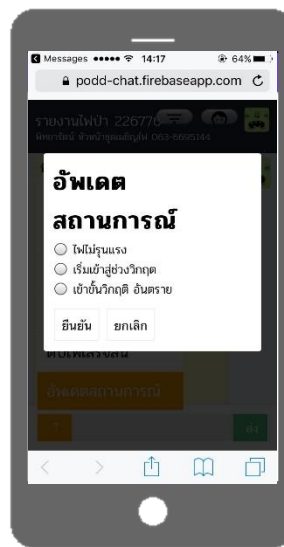 Messages 14:17 64%
podd-chat.firebaseapp.com
รายงานไฟป่า 226776
อัพเดต
สถานการณ์
ไฟไม่รุนแรง
เริ่มเข้าสู่ช่วงวิกฤต
เข้าขั้นวิกฤติ อันตราย
ยืนยัน ยกเลิก
อัพเดตสถานการณ์
ส่ง